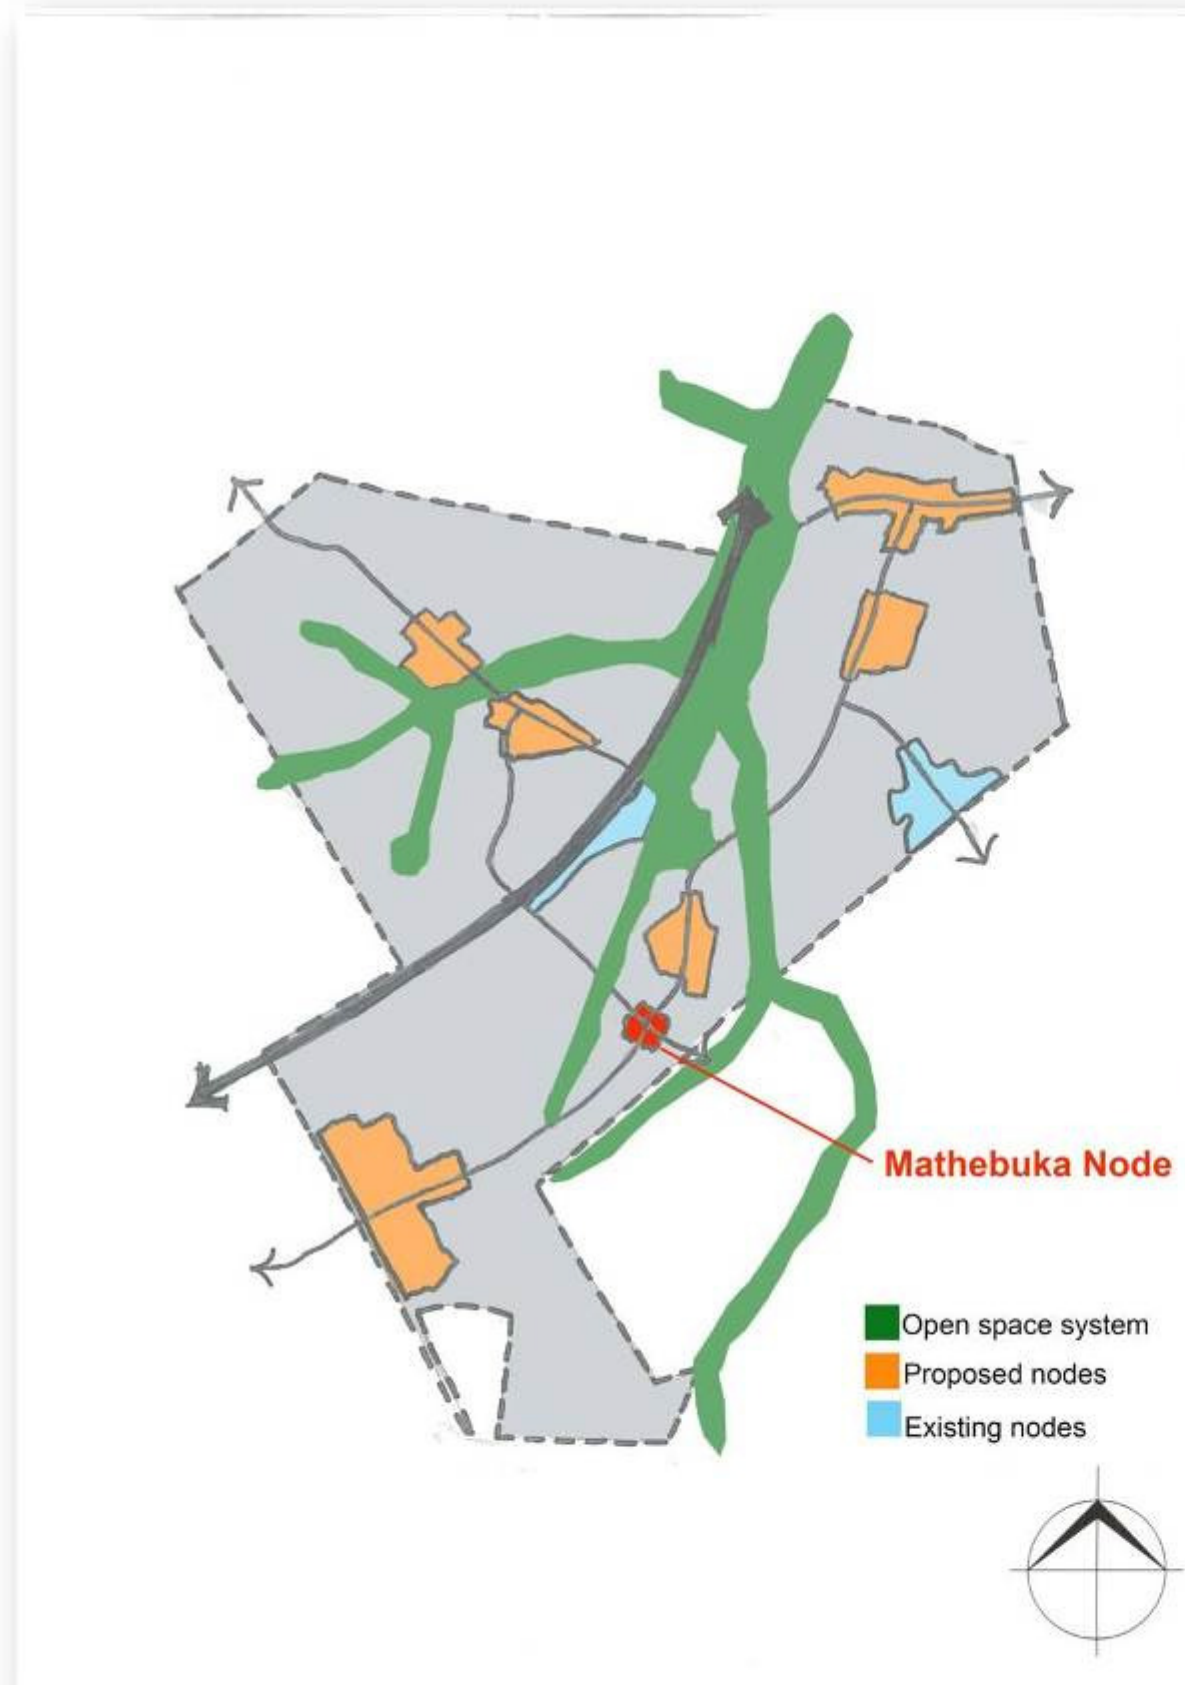 Mathebuka Node
Open space system
Proposed nodes
Existing nodes